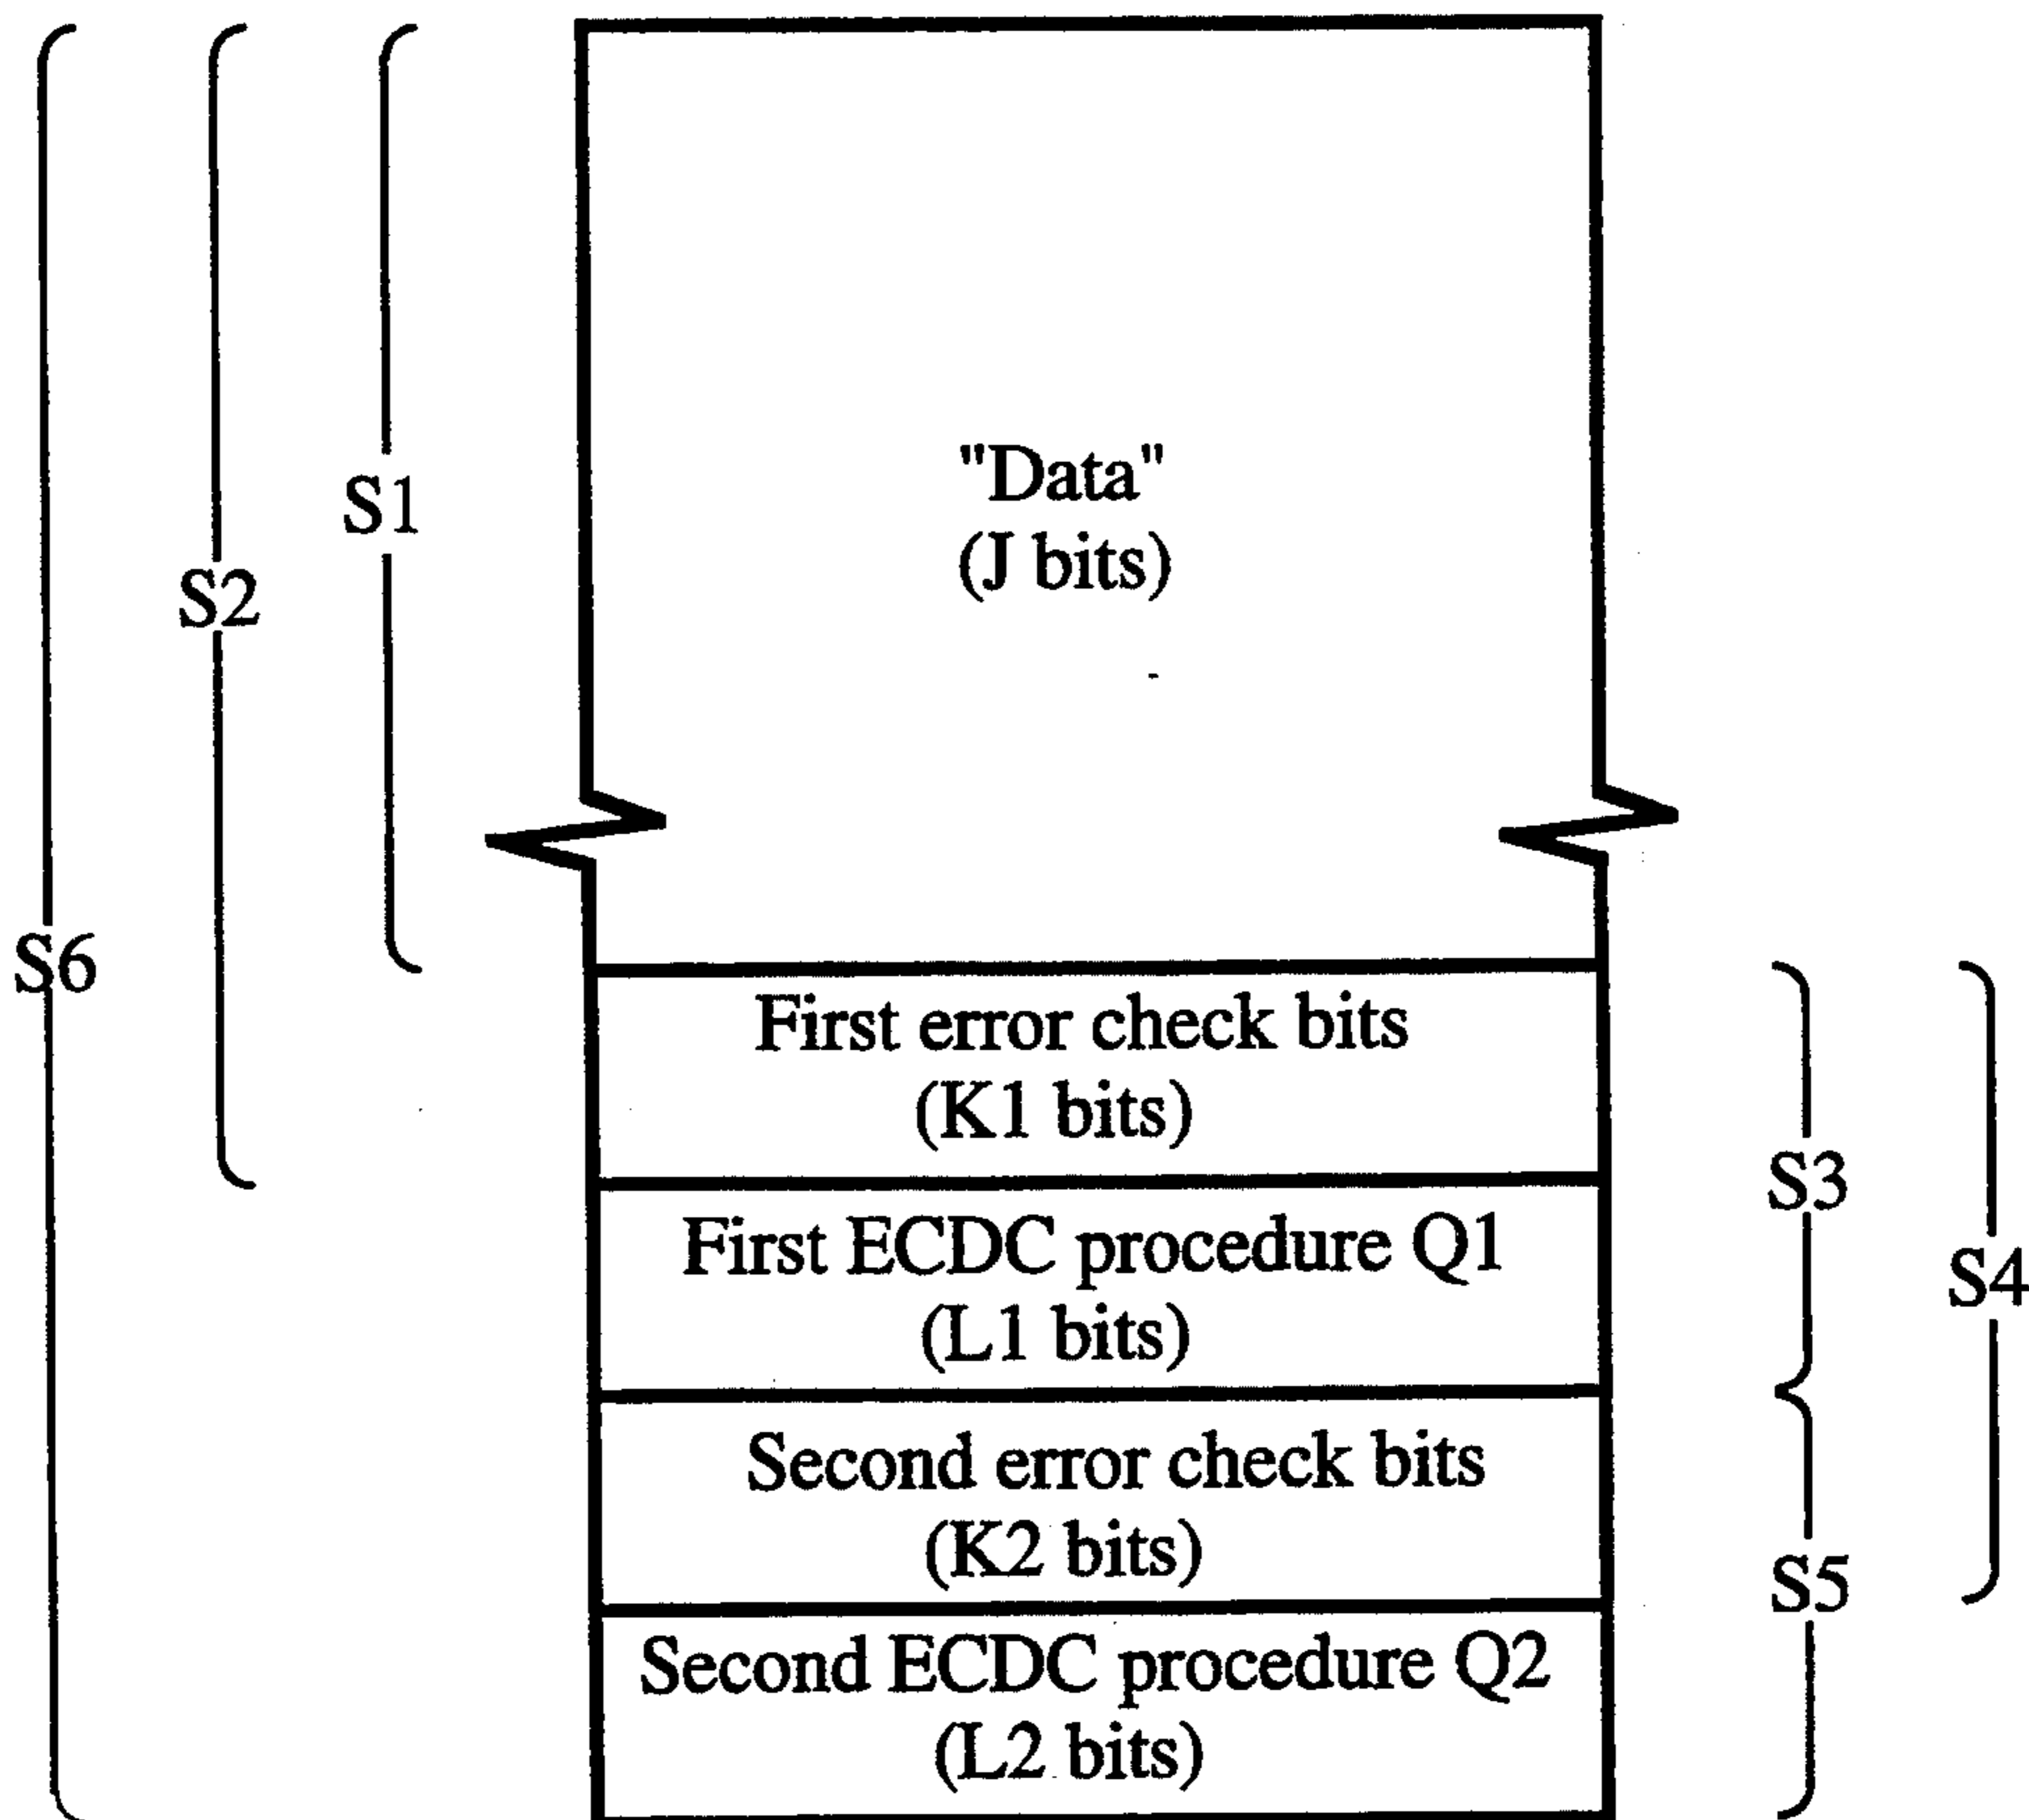 "Data"
(J bits)
S1
S2
S6
First error check bits
(K1 bits)
S3
First ECDC procedure Q1
(L1 bits)
S4
Second error check bits
(K2 bits)
S5
Second ECDC procedure Q2
(L2 bits)